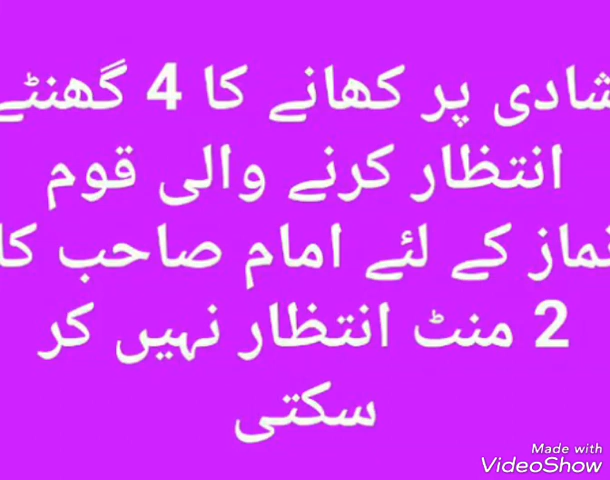 شادی پر کھانے کا 4 گھنٹے
انتظار کرنے والی قوم
نماز کے لئے امام صاحب کا
2 منٹ انتظار نہیں کر
سکتی
Made with
VideoShow